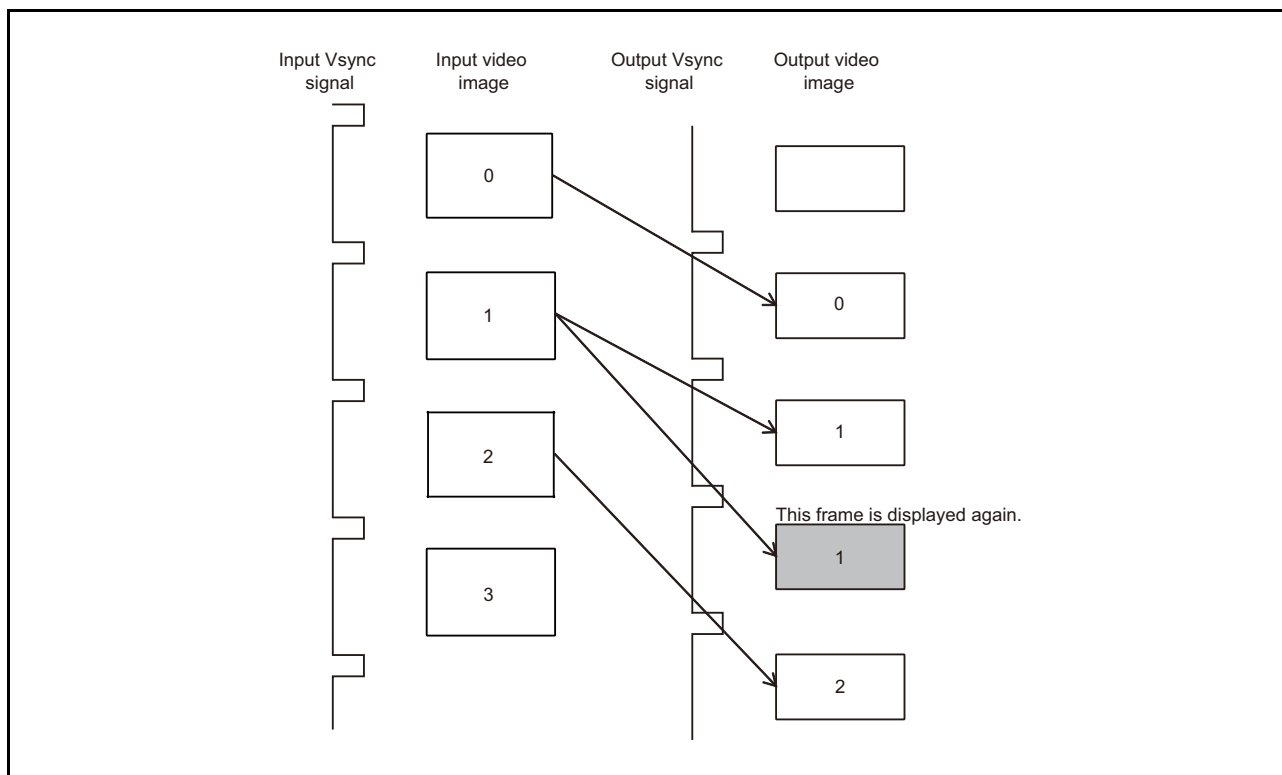 Input Vsync
signal
Input video
image
Output Vsync
signal
Output video
image
0
1
2
3
0
1
This frame is displayed again.
1
2